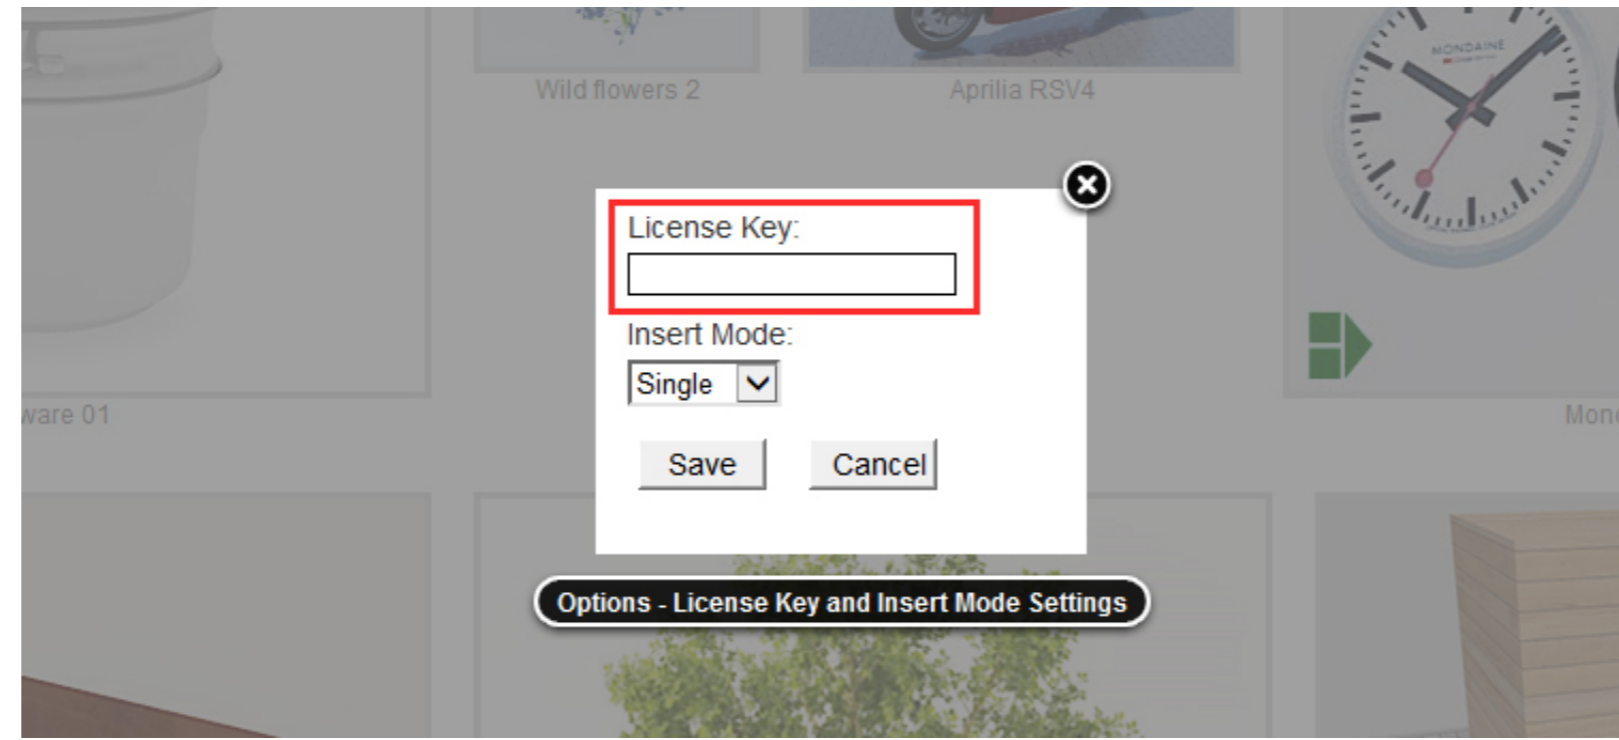 Wild flowers 2
Aprilia RSV4
MONDAINE
License Key:
Insert Mode:
Single
Save
Cancel
ware 01
Mon
Options - License Key and Insert Mode Settings